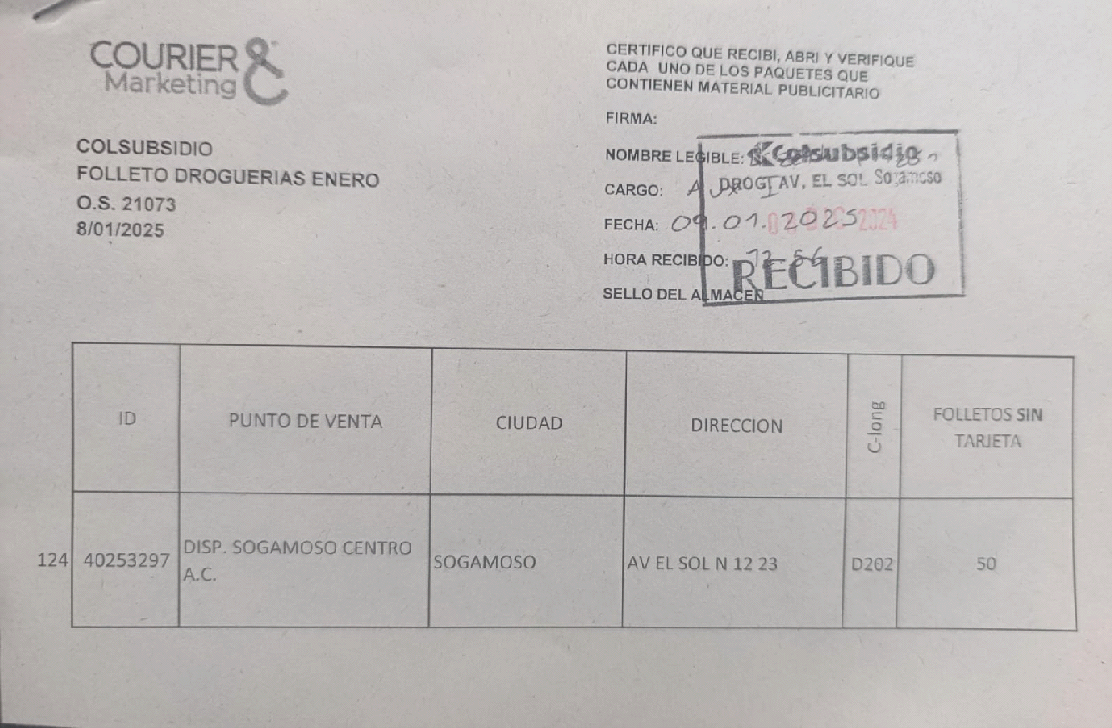 COURIER &
Marketing
COLSUBSIDIO
FOLLETO DROGUERIAS ENERO
O.S. 21073
8/01/2025
CERTIFICO QUE RECIBI, ABRI Y VERIFIQUE
CADA UNO DE LOS PAQUETES QUE
CONTIENEN MATERIAL PUBLICITARIO
FIRMA:
NOMBRE LEGIBLE: Colsubsidio
CARGO: A DROG AV. EL SOL Sogamoso
FECHA: 09.01.2025 2024
HORA RECIBIDO:
RECIBIDO
SELLO DEL ALMACEN
ID PUNTO DE VENTA CIUDAD DIRECCION C-long FOLLETOS SIN TARJETA
124 40253297 DISP. SOGAMOSO CENTRO A.C. SOGAMOSO AV EL SOL N 12 23 D202 50